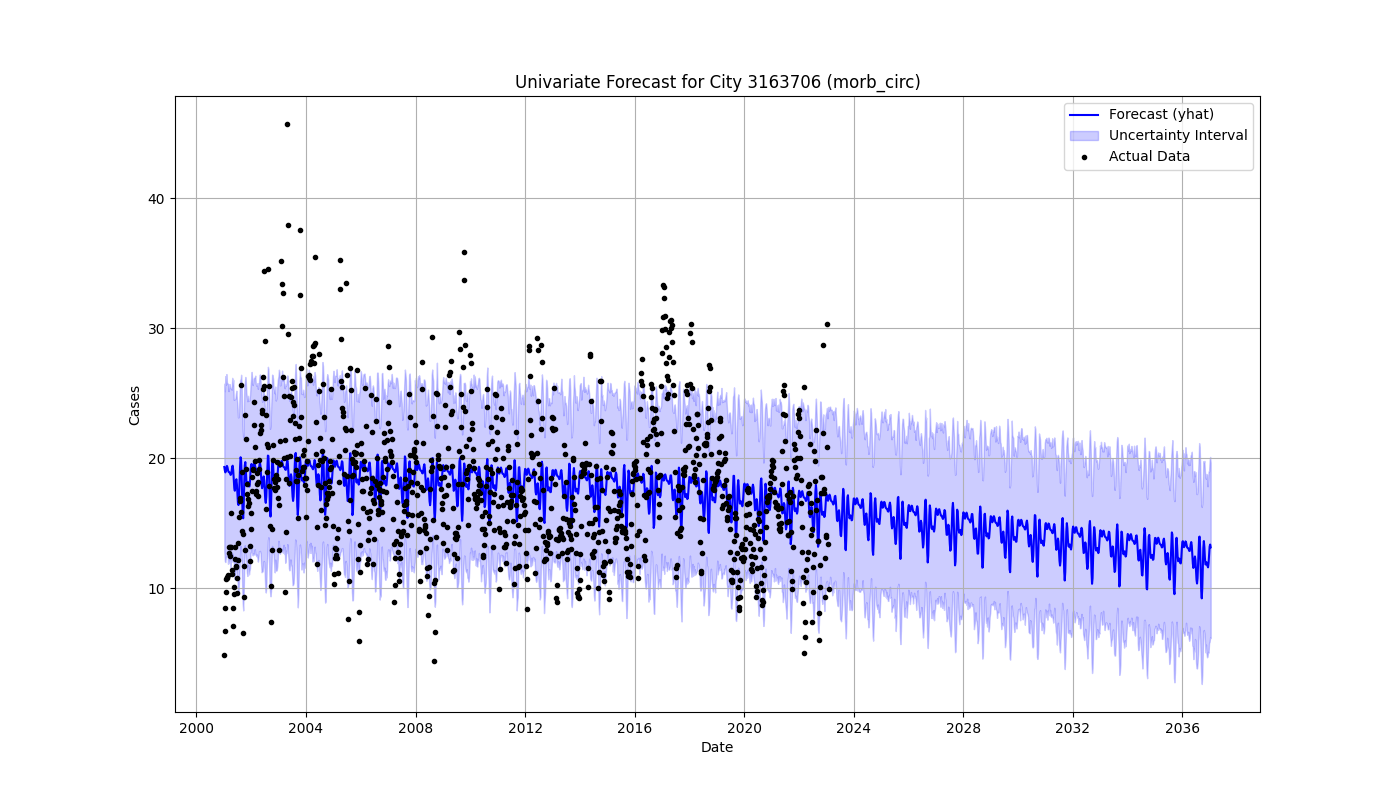 Univariate Forecast for City 3163706 (morb_circ)
Forecast (yhat)
Uncertainty Interval
Actual Data
Cases
40
30
20
10
2000 2004 2008 2012 2016 2020 2024 2028 2032 2036
Date